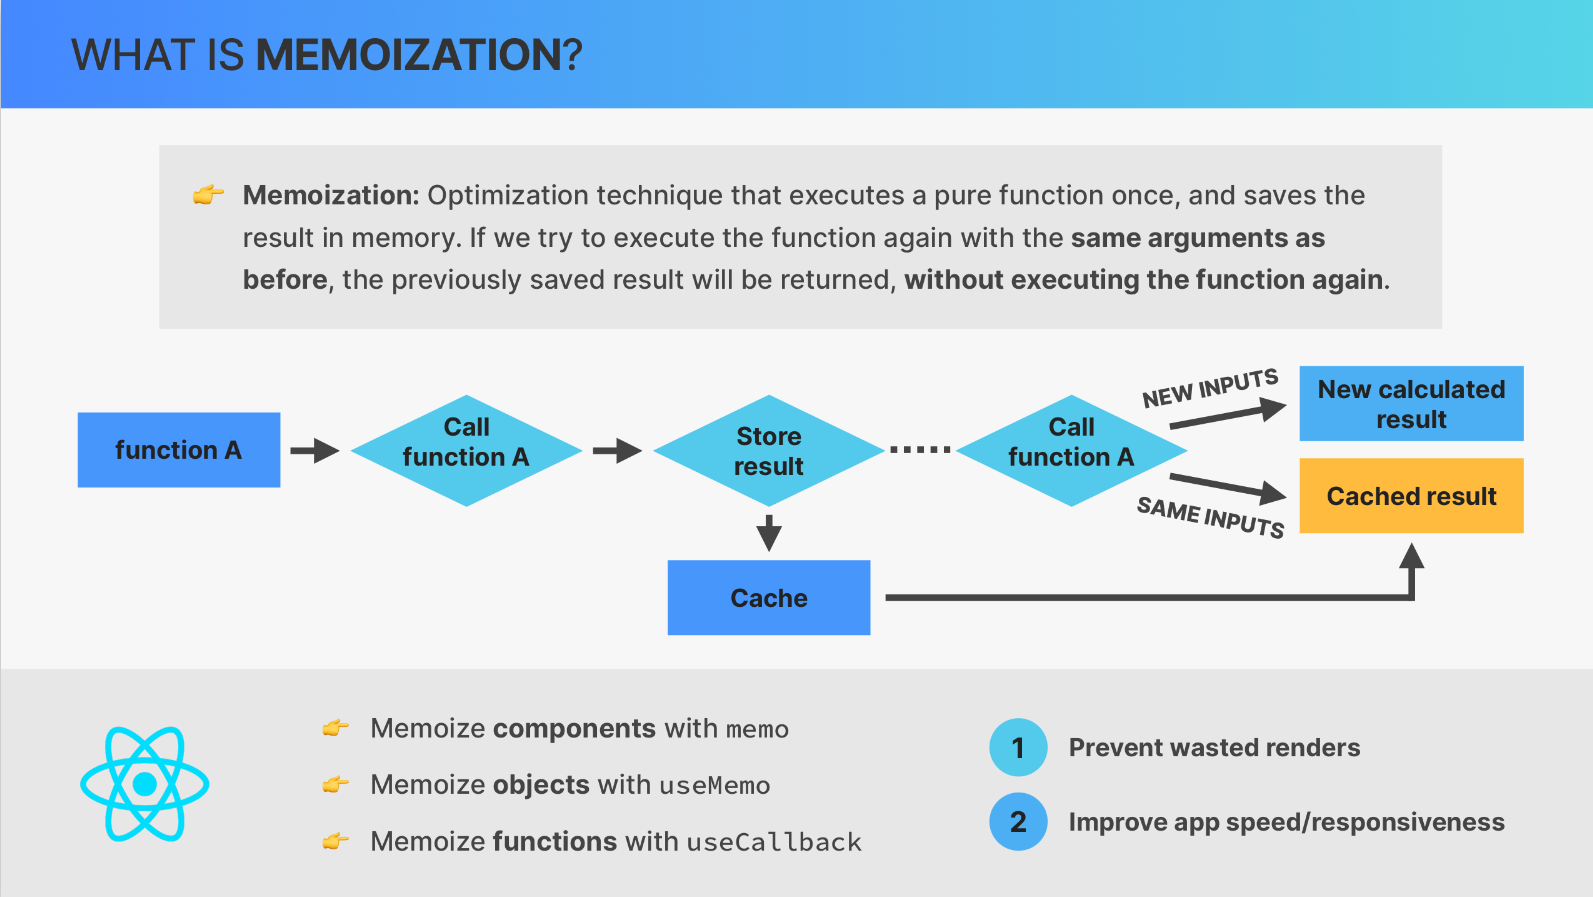 WHAT IS MEMOIZATION?
👉 Memoization: Optimization technique that executes a pure function once, and saves the
result in memory. If we try to execute the function again with the same arguments as
before, the previously saved result will be returned, without executing the function again.
function A
Call
function A
Store
result
Call
function A
NEW INPUTS
New calculated
result
SAME INPUTS
Cached result
Cache
👉 Memoize components with memo
👉 Memoize objects with useMemo
👉 Memoize functions with useCallback
1 Prevent wasted renders
2 Improve app speed/responsiveness